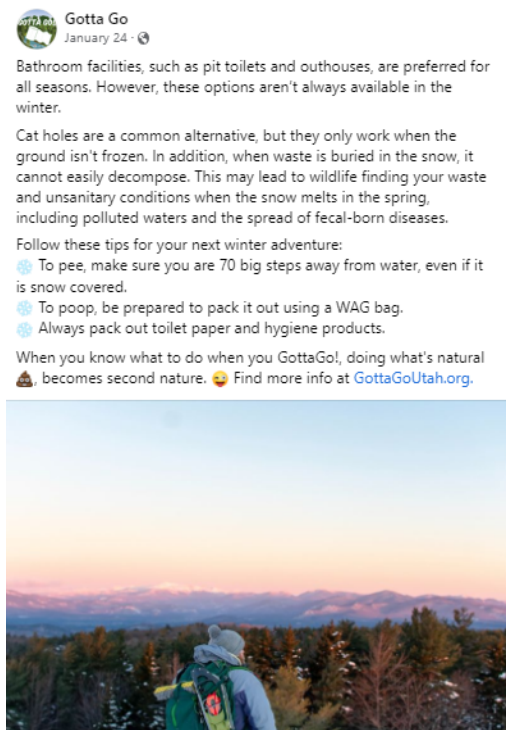 GOTTA GO!
Gotta Go
January 24 ·
Bathroom facilities, such as pit toilets and outhouses, are preferred for
all seasons. However, these options aren't always available in the
winter.
Cat holes are a common alternative, but they only work when the
ground isn't frozen. In addition, when waste is buried in the snow, it
cannot easily decompose. This may lead to wildlife finding your waste
and unsanitary conditions when the snow melts in the spring,
including polluted waters and the spread of fecal-born diseases.
Follow these tips for your next winter adventure:
❄️ To pee, make sure you are 70 big steps away from water, even if it
is snow covered.
❄️ To poop, be prepared to pack it out using a WAG bag.
❄️ Always pack out toilet paper and hygiene products.
When you know what to do when you GottaGo!, doing what's natural
💩, becomes second nature. 😜 Find more info at GottaGoUtah.org.